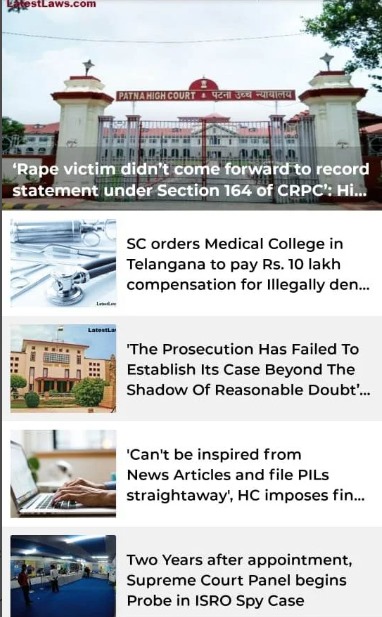 LatestLaws.com
PATNA HIGH COURT पटना उच्च न्यायालय
‘Rape victim didn’t come forward to record
statement under Section 164 of CRPC’: Hi...
SC orders Medical College in
Telangana to pay Rs. 10 lakh
compensation for Illegally den...
LatestLaws
LatestLaw
'The Prosecution Has Failed To
Establish Its Case Beyond The
Shadow Of Reasonable Doubt’...
'Can't be inspired from
News Articles and file PILs
straightaway', HC imposes fin...
Two Years after appointment,
Supreme Court Panel begins
Probe in ISRO Spy Case